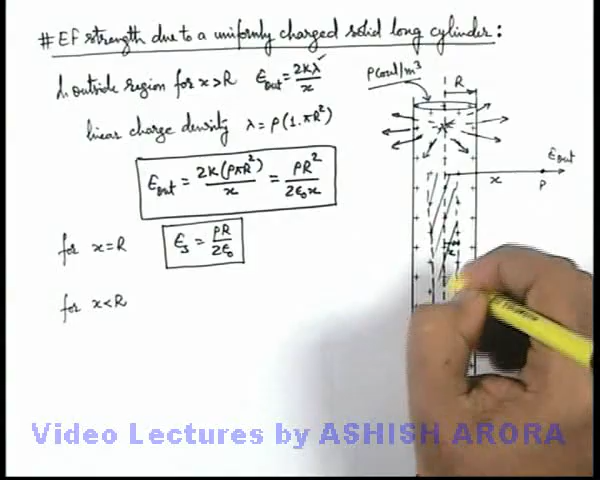 # EF strength due to a uniformly charged solid long cylinder:
In outside region for x>R E_out = 2Kλ/x ✓
linear charge density λ = ρ(1.πR²)
E_out = 2K(ρπR²)/x = ρR²/2ϵ₀x
for x=R E_s = ρR/2ϵ₀
for x<R
ρ coul/m³
R
E_out
x
P
x
Video Lectures by ASHISH ARORA